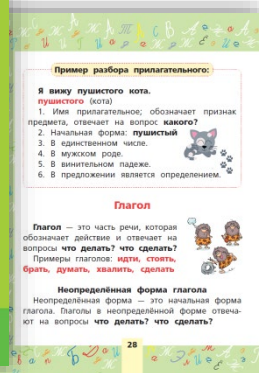 Пример разбора прилагательного:
Я вижу пушистого кота.
пушистого (кота)
1. Имя прилагательное; обозначает признак
предмета, отвечает на вопрос какого?
2. Начальная форма: пушистый
3. В единственном числе.
4. В мужском роде.
5. В винительном падеже.
6. В предложении является определением.
Глагол
Глагол — это часть речи, которая
обозначает действие и отвечает на
вопросы что делать? что сделать?
Примеры глаголов: идти, стоять,
брать, думать, хвалить, сделать
Неопределённая форма глагола
Неопределённая форма — это начальная форма
глагола. Глаголы в неопределённой форме отвеча-
ют на вопросы что делать? что сделать?
28